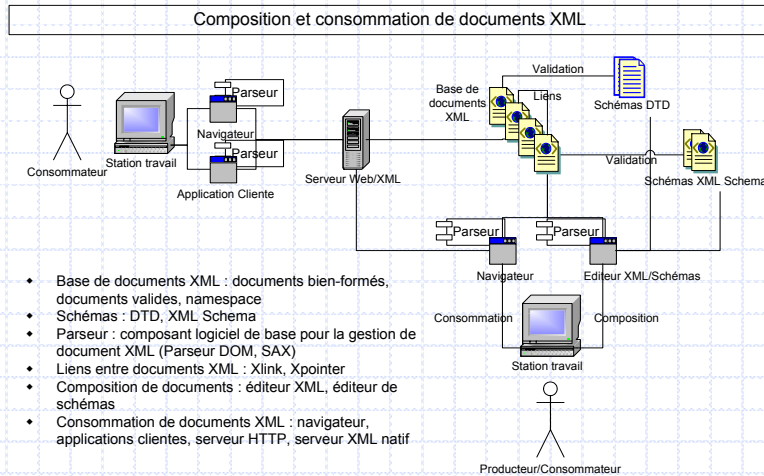 Composition et consommation de documents XML
Consommateur
Station travail
Parseur
Navigateur
Parseur
Application Cliente
Serveur Web/XML
Base de
documents
XML
Liens
Validation
Schémas DTD
Validation
Schémas XML Schema
Parseur
Navigateur
Parseur
Editeur XML/Schémas
Consommation
Composition
Station travail
Producteur/Consommateur
Base de documents XML : documents bien-formés,
documents valides, namespace
Schémas : DTD, XML Schema
Parseur : composant logiciel de base pour la gestion de
document XML (Parseur DOM, SAX)
Liens entre documents XML : Xlink, Xpointer
Composition de documents : éditeur XML, éditeur de
schémas
Consommation de documents XML : navigateur,
applications clientes, serveur HTTP, serveur XML natif